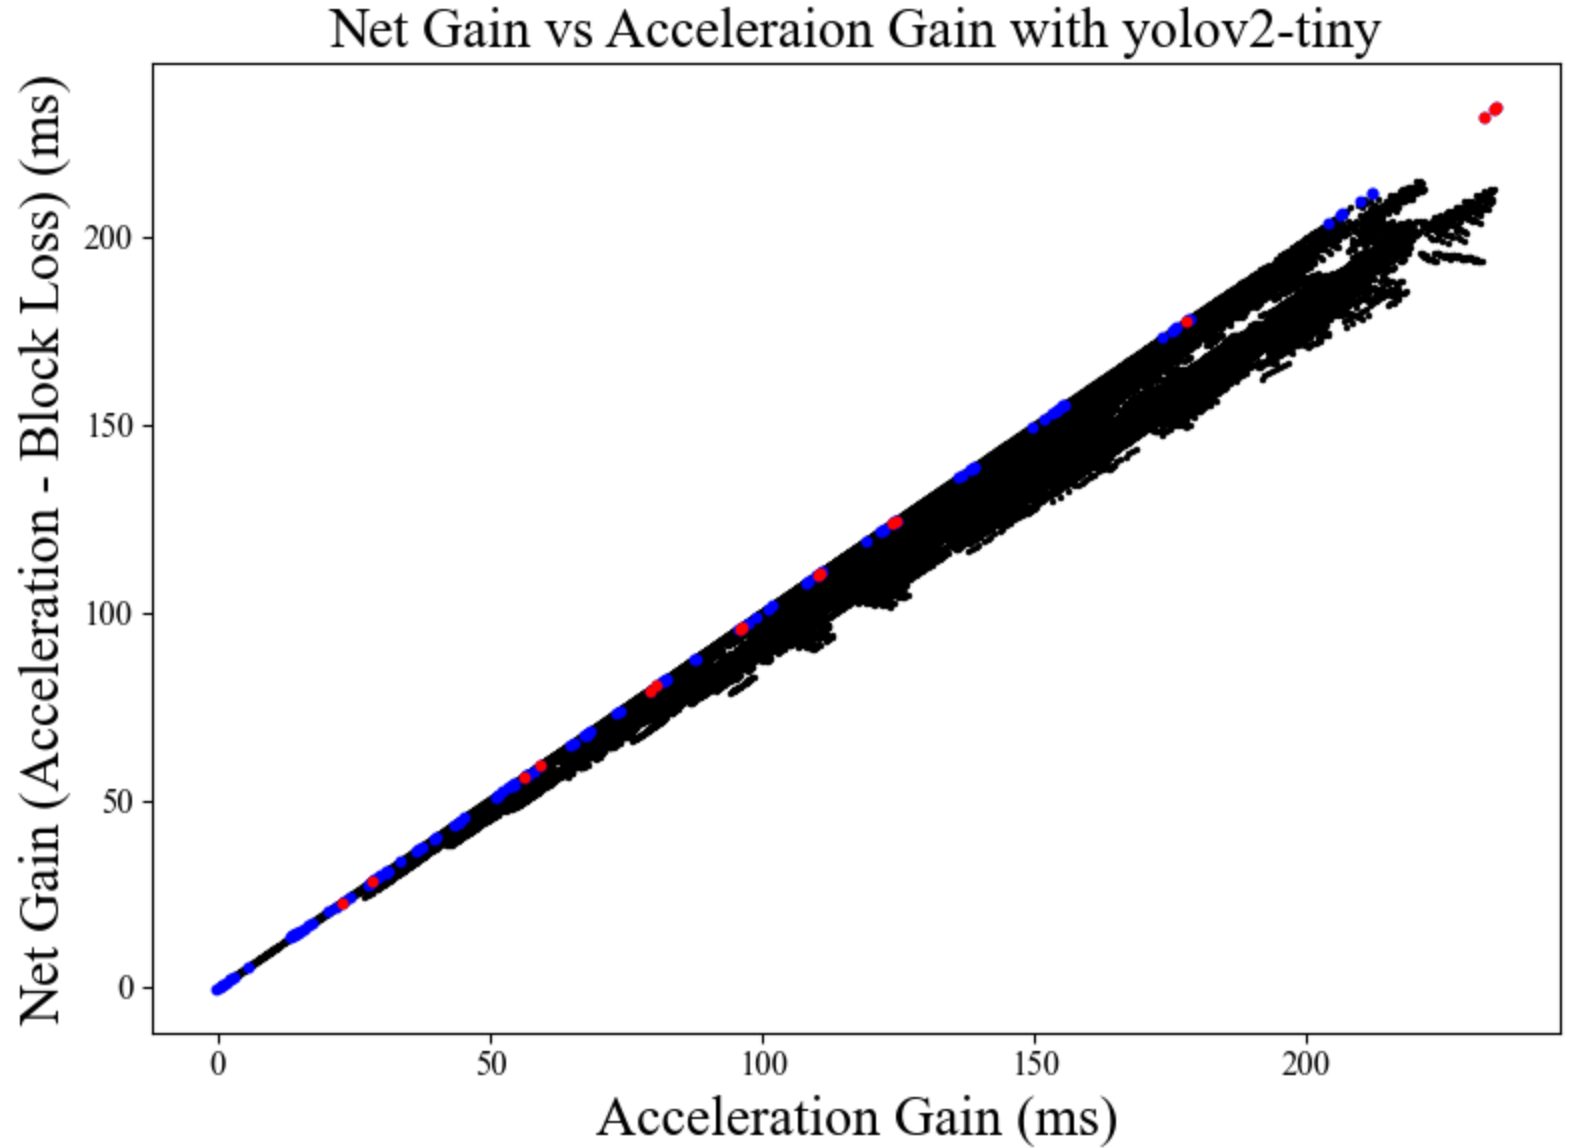 Net Gain vs Acceleraion Gain with yolov2-tiny
Net Gain (Acceleration - Block Loss) (ms)
200
150
100
50
0
0 50 100 150 200
Acceleration Gain (ms)